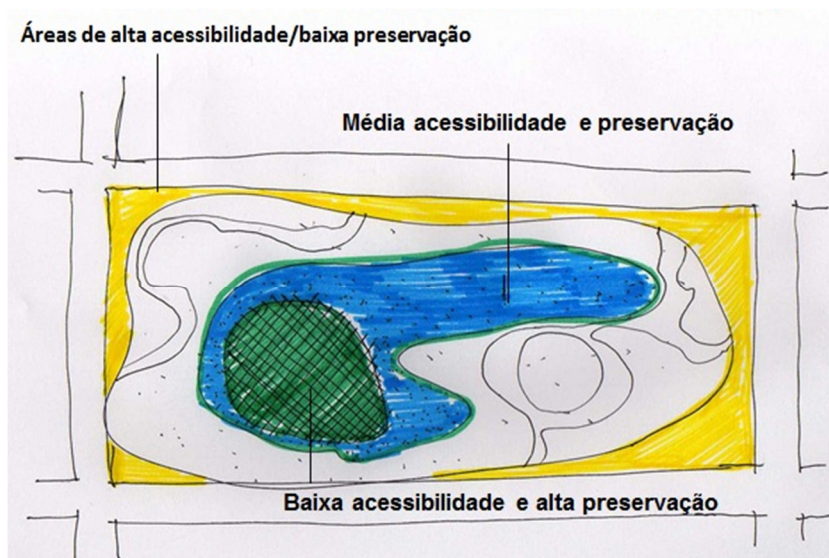 Áreas de alta acessibilidade/baixa preservação
Média acessibilidade e preservação
Baixa acessibilidade e alta preservação